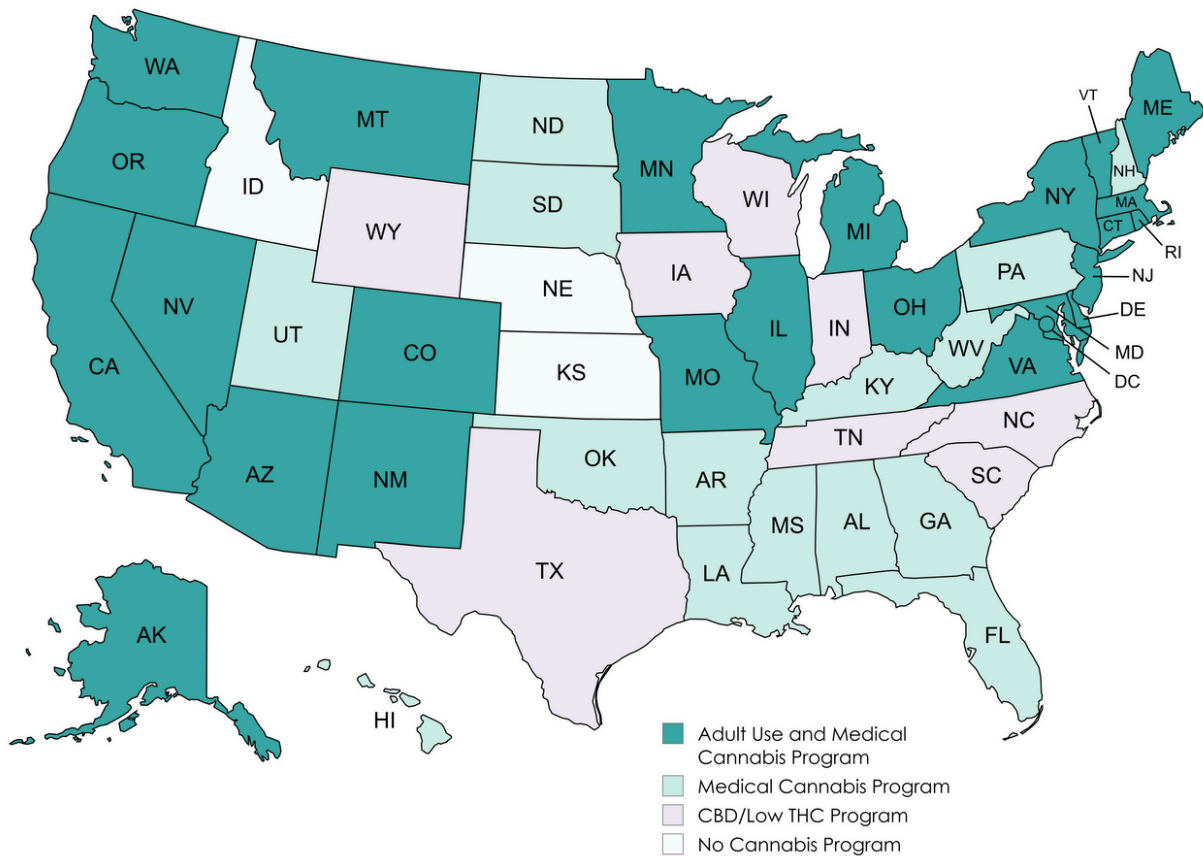 WA
MT
ND
MN
VT
ME
OR
ID
SD
WI
NY
NH
MA
WY
MI
CT
RI
IA
PA
NJ
NE
NV
UT
IL
IN
OH
DE
CO
WV
MD
CA
KS
MO
VA
KY
DC
TN
NC
AZ
NM
OK
AR
SC
MS
AL
GA
TX
LA
AK
FL
HI
Adult Use and Medical
Cannabis Program
Medical Cannabis Program
CBD/Low THC Program
No Cannabis Program